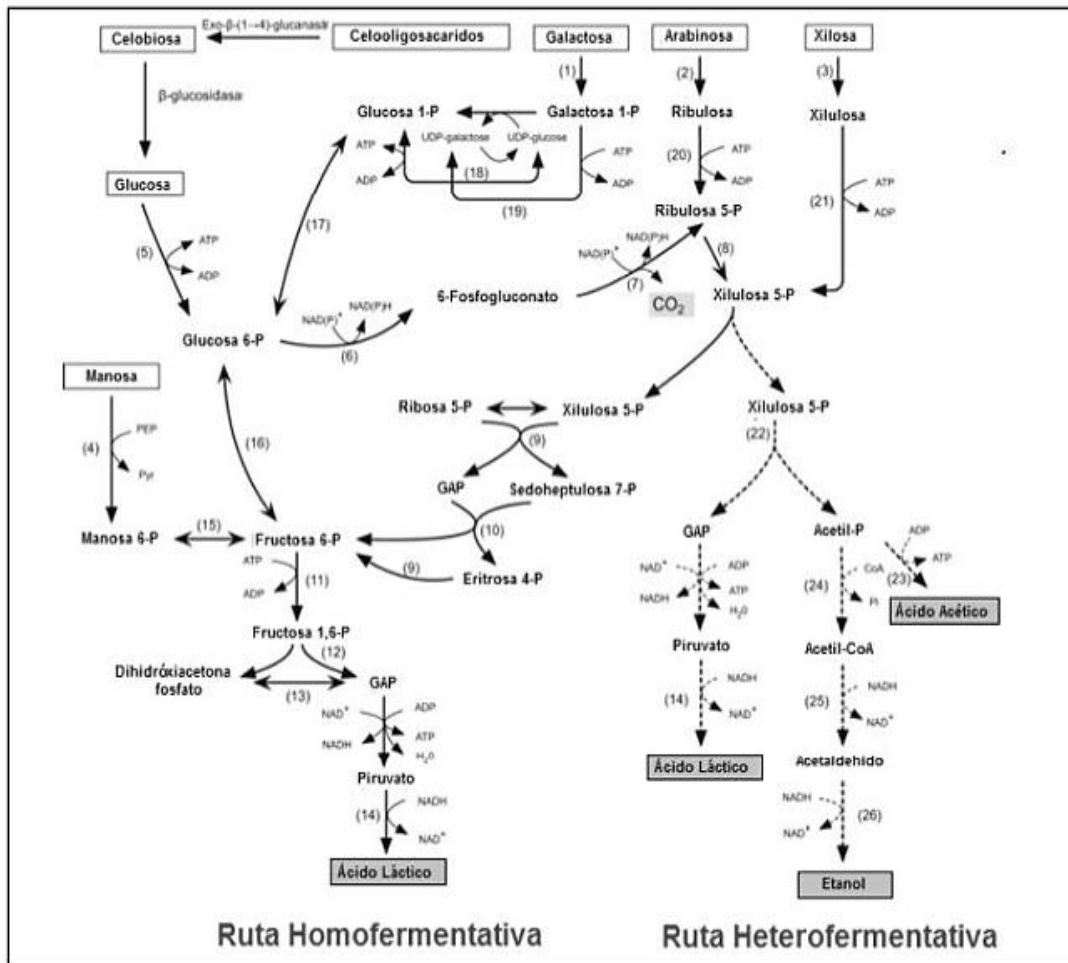 Celobiosa
Exo-β-(1→4)-glucanasa
Celooligosacaridos
Galactosa
Arabinosa
Xilosa
(1)
(2)
(3)
β-glucosidasa
Glucosa 1-P
Galactosa 1-P
Ribulosa
Xilulosa
UDP-galactose
UDP-glucose
ATP
ADP
(18)
(19)
ATP
ADP
(20)
ATP
ADP
(21)
ATP
ADP
Glucosa
(5)
ATP
ADP
(17)
Ribulosa 5-P
NAD(P)+
NAD(P)H
(7)
(8)
6-Fosfogluconato
CO2
Xilulosa 5-P
NAD(P)+
NAD(P)H
(6)
Glucosa 6-P
Manosa
(4)
PEP
Pyr
(16)
Ribosa 5-P
Xilulosa 5-P
Xilulosa 5-P
(9)
(22)
GAP
Sedoheptulosa 7-P
(10)
Manosa 6-P
(15)
Fructosa 6-P
(9)
Eritrosa 4-P
ATP
ADP
(11)
GAP
Acetil-P
ADP
ATP
(23)
NAD+
NADH
ADP
ATP
H2O
(24)
CoA
Pi
Ácido Acético
Fructosa 1,6-P
(12)
Dihidróxiacetona
fosfato
(13)
GAP
Piruvato
Acetil-CoA
NAD+
NADH
ADP
ATP
H2O
(14)
NADH
NAD+
(25)
NADH
NAD+
Piruvato
Ácido Láctico
Acetaldehido
(14)
NADH
NAD+
NADH
NAD+
(26)
Ácido Láctico
Etanol
Ruta Homofermentativa
Ruta Heterofermentativa